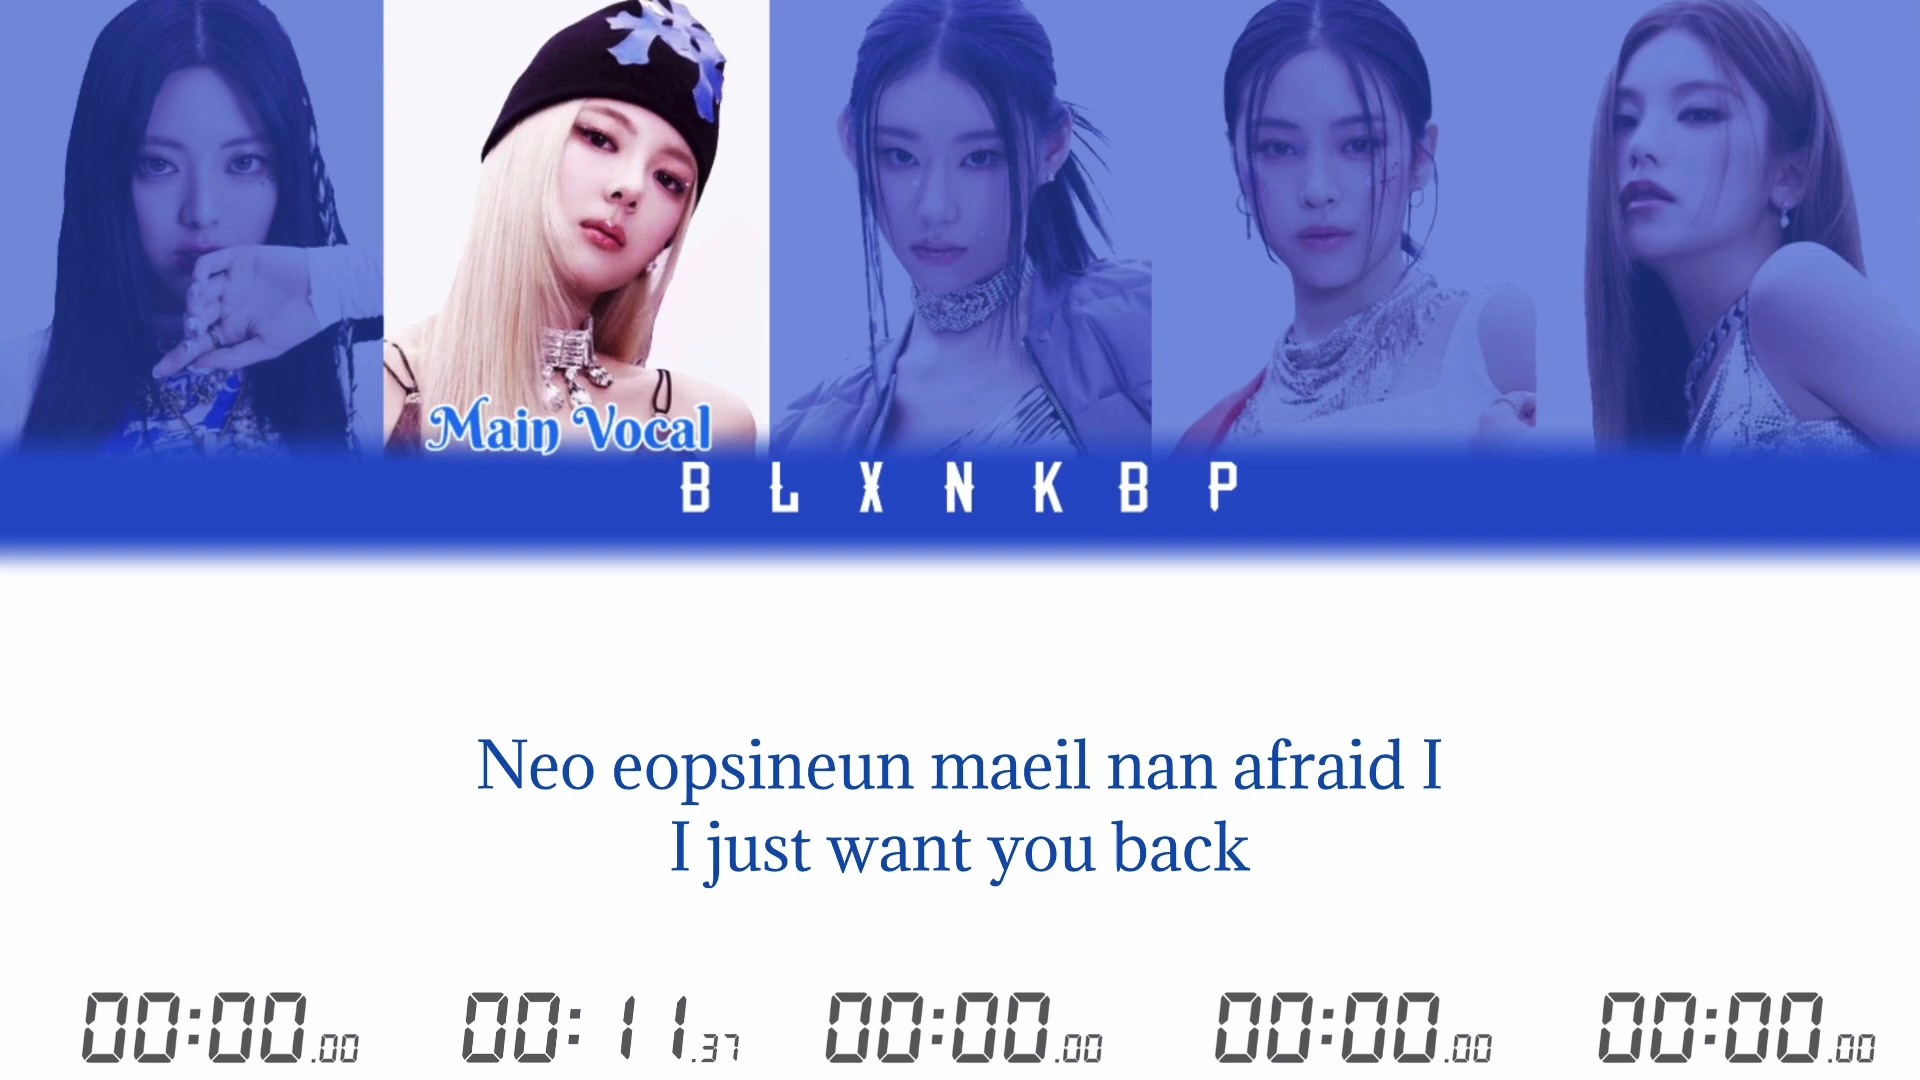 Main Vocal
BLXNKBP
Neo eopsineun maeil nan afraid I
I just want you back
00:00.00 00:11.37 00:00.00 00:00.00 00:00.00